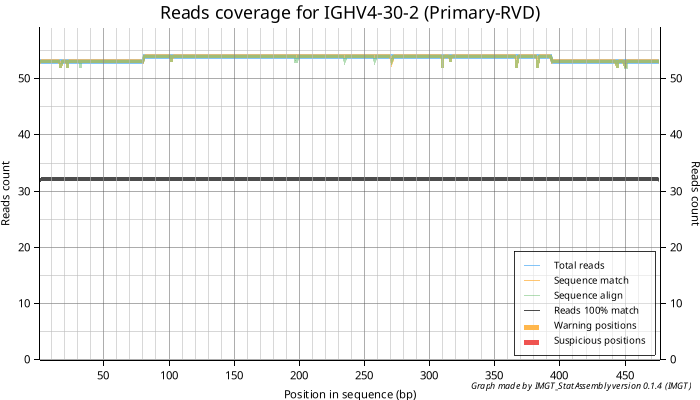 Reads coverage for IGHV4-30-2 (Primary-RVD)
50 50
40 40
30 30
20 20
10 10
0 0
Reads count
Reads count
Total reads
Sequence match
Sequence align
Reads 100% match
Warning positions
Suspicious positions
50 100 150 200 250 300 350 400 450
Position in sequence (bp)
Graph made by IMGT_StatAssembly version 0.1.4 (IMGT)